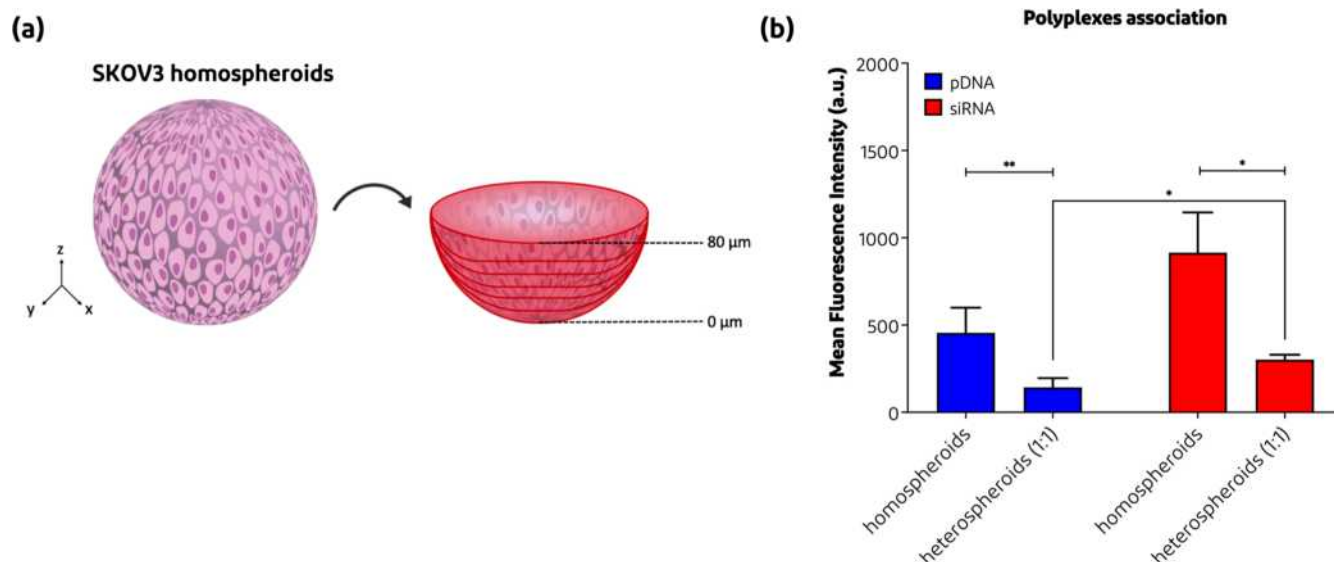 (a)
SKOV3 homospheroids
z
y
x
80 µm
0 µm
(b)
Polyplexes association
Mean Fluorescence Intensity (a.u.)
2000
1500
1000
500
0
pDNA
siRNA
**
*
*
homospheroids
heterospheroids (1:1)
homospheroids
heterospheroids (1:1)